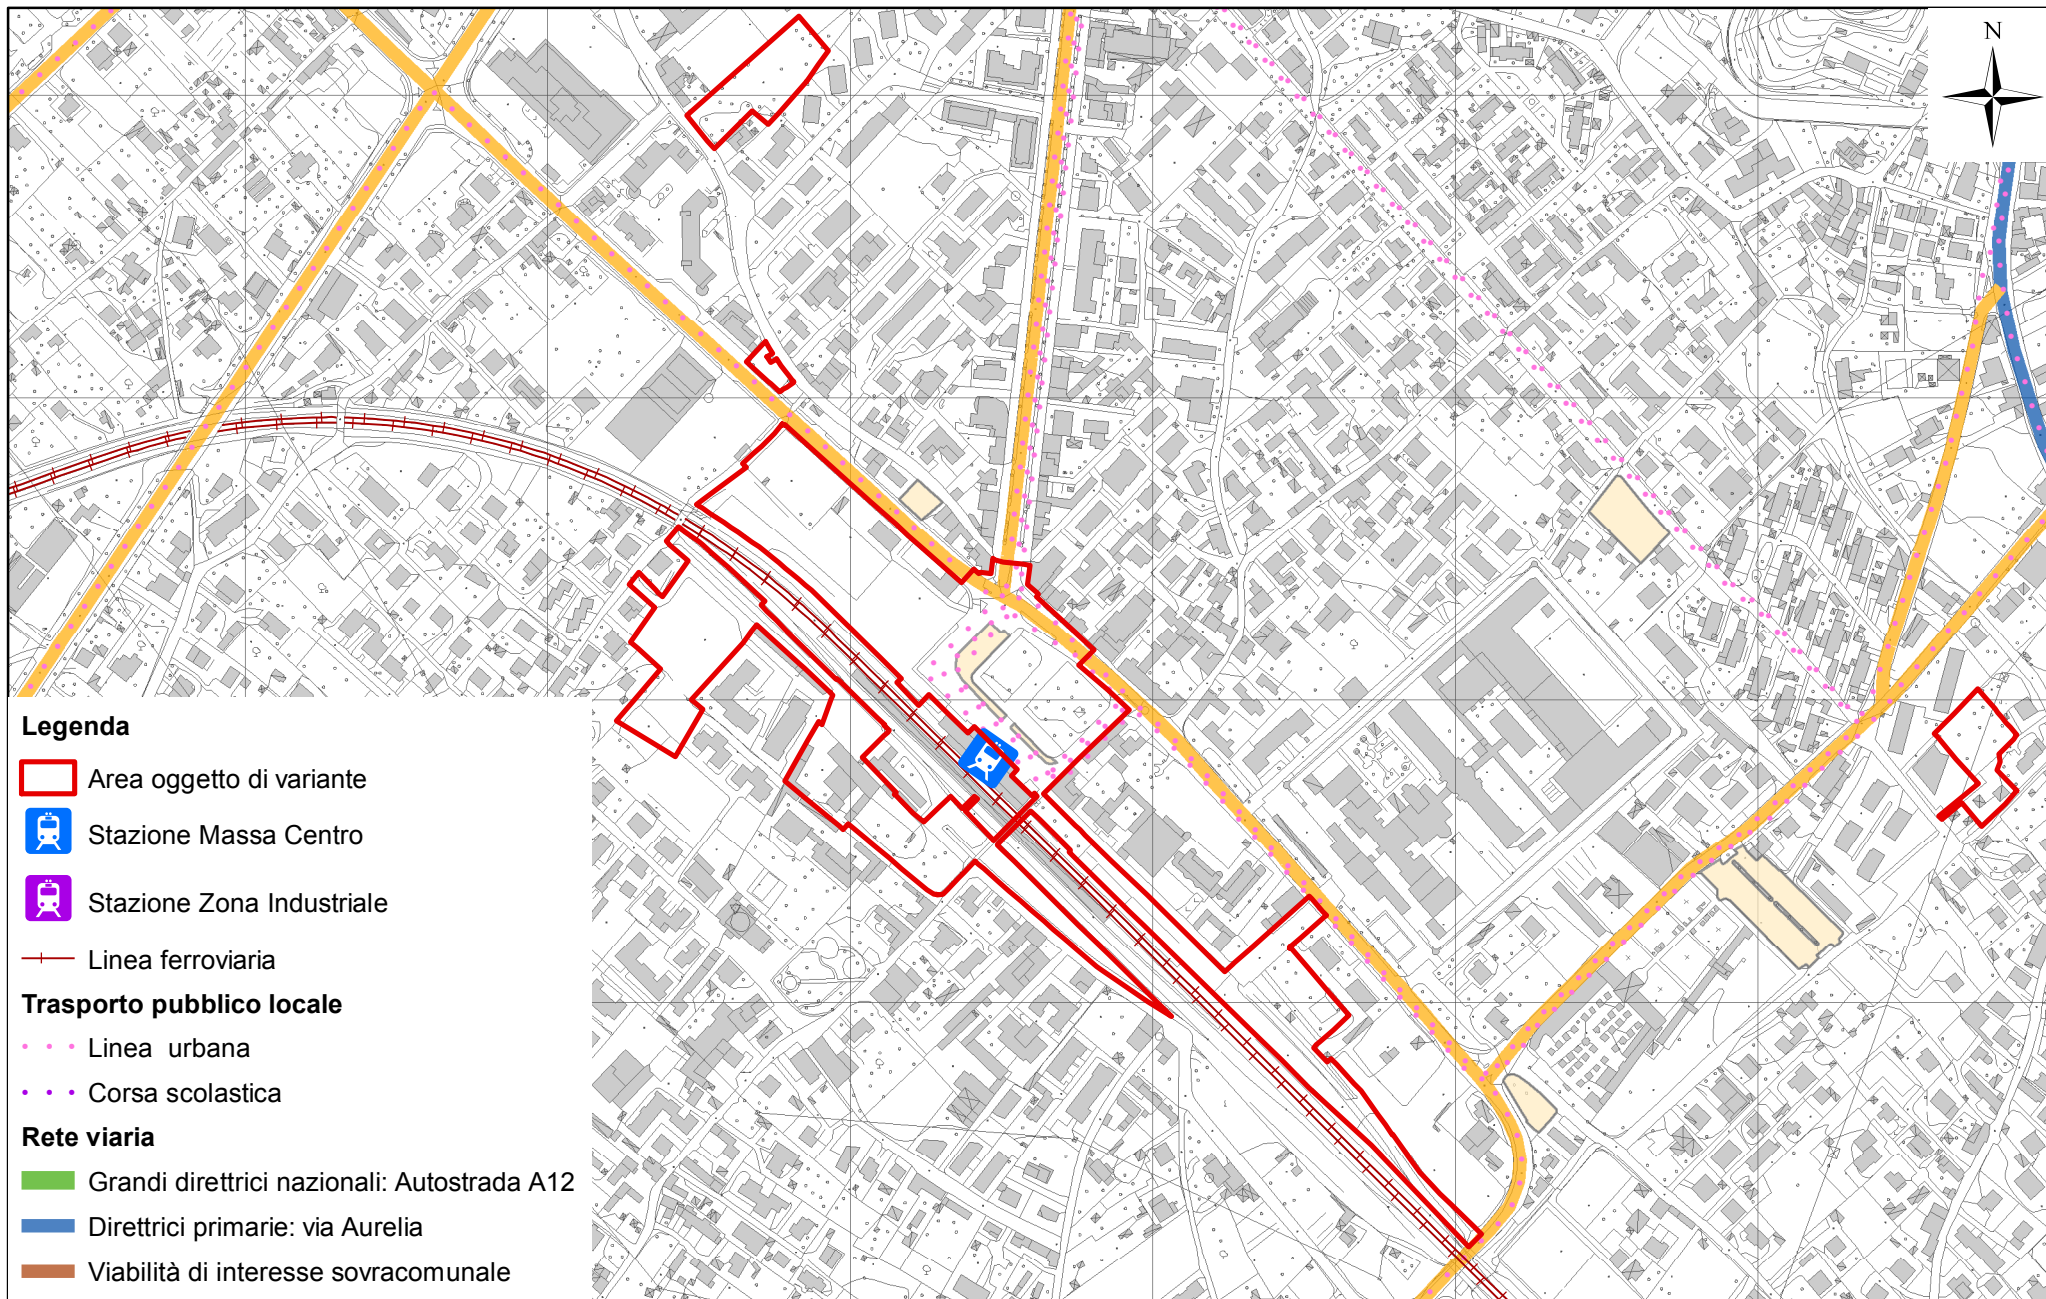 N
Legenda
Area oggetto di variante
Stazione Massa Centro
Stazione Zona Industriale
Linea ferroviaria
Trasporto pubblico locale
Linea urbana
Corsa scolastica
Rete viaria
Grandi direttrici nazionali: Autostrada A12
Direttrici primarie: via Aurelia
Viabilità di interesse sovracomunale